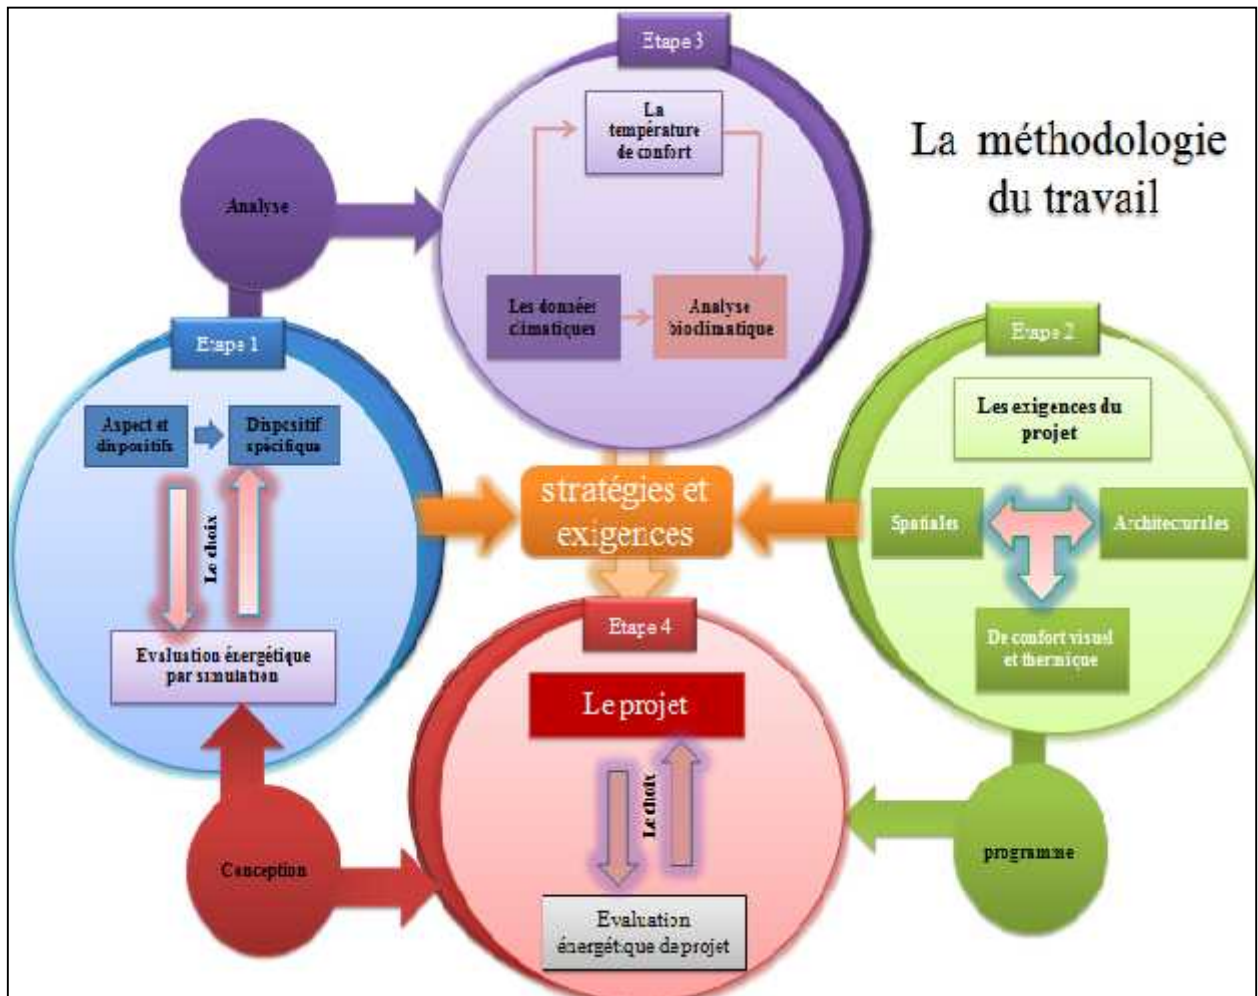 La méthodologie
du travail
Etape 3
La
température
de confort
Les données
climatiques
Analyse
bioclimatique
Analyse
Etape 1
Aspect et
dispositifs
Dispositif
spécifique
Le choix
Evaluation énergétique
par simulation
Etape 2
Les exigences du
projet
Spatiales
Architecturales
De confort visuel
et thermique
stratégies et
exigences
Etape 4
Le projet
Le choix
Evaluation
énergétique de projet
Conception
programme